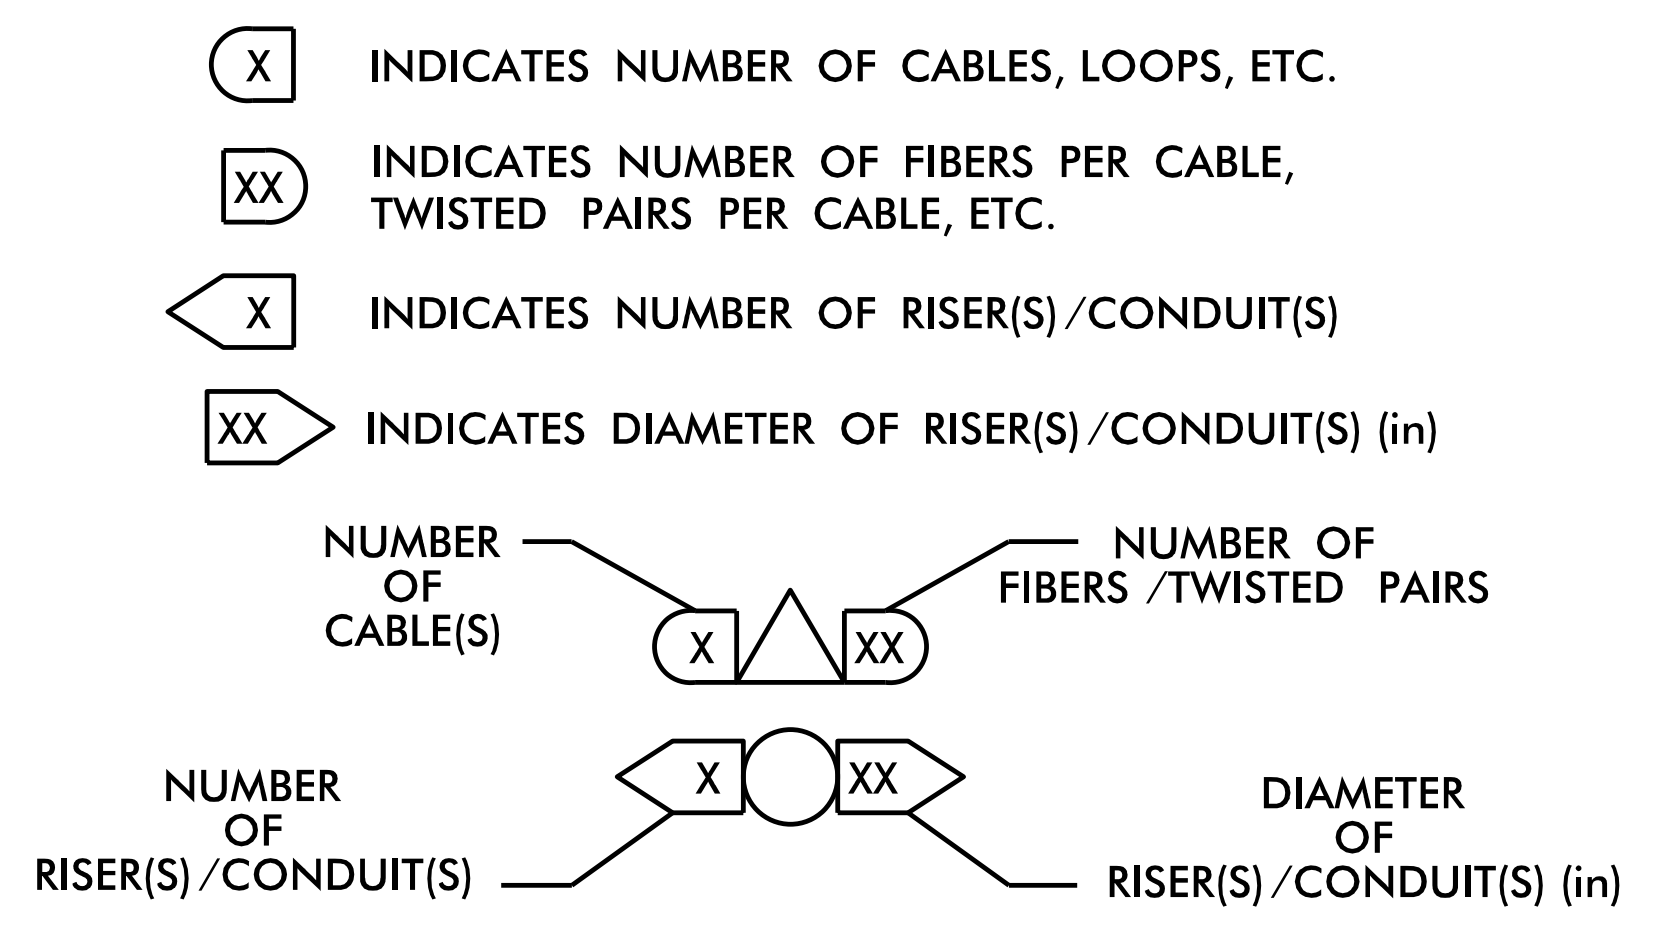 X INDICATES NUMBER OF CABLES, LOOPS, ETC.
XX INDICATES NUMBER OF FIBERS PER CABLE,
TWISTED PAIRS PER CABLE, ETC.
X INDICATES NUMBER OF RISER(S)/CONDUIT(S)
XX INDICATES DIAMETER OF RISER(S)/CONDUIT(S) (in)
NUMBER
OF
CABLE(S)
NUMBER OF
FIBERS/TWISTED PAIRS
X XX
X XX
NUMBER
OF
RISER(S)/CONDUIT(S)
DIAMETER
OF
RISER(S)/CONDUIT(S) (in)